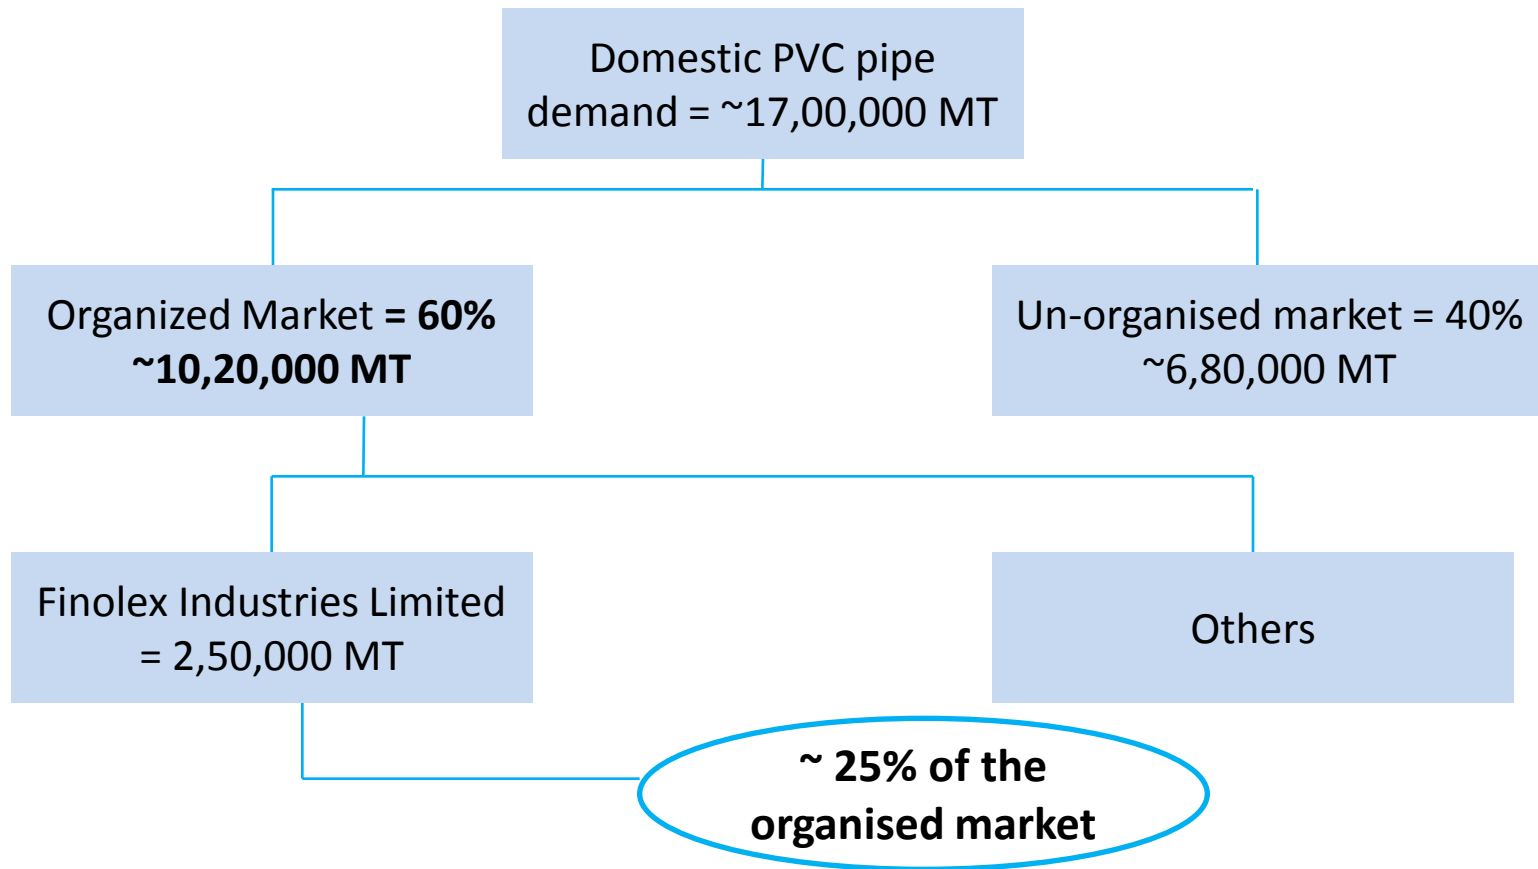 Domestic PVC pipe
demand = ~17,00,000 MT
Organized Market = 60%
~10,20,000 MT
Un-organised market = 40%
~6,80,000 MT
Finolex Industries Limited
= 2,50,000 MT
Others
~ 25% of the
organised market